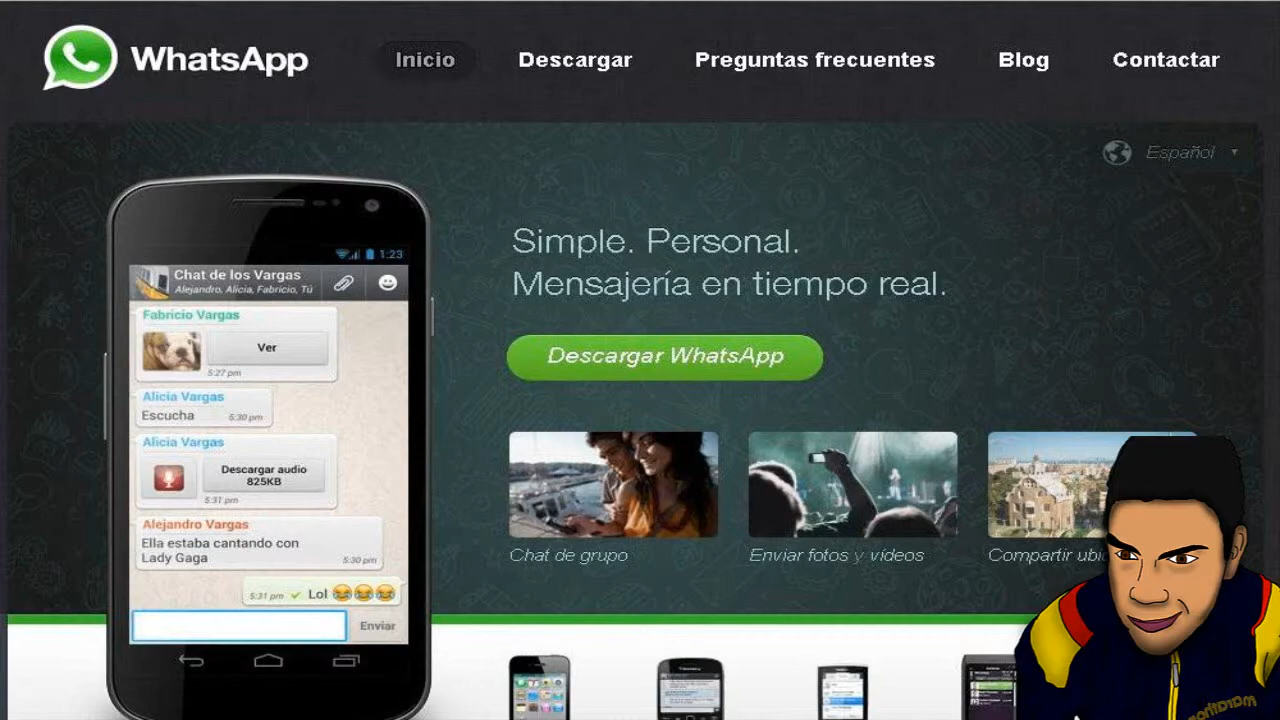 WhatsApp
Inicio
Descargar
Preguntas frecuentes
Blog
Contactar
Español
Simple. Personal.
Mensajería en tiempo real.
Descargar WhatsApp
Chat de grupo
Enviar fotos y vídeos
Compartir
1:23
Chat de los Vargas
Alejandro, Alicia, Fabricio, Tú
Fabricio Vargas
Ver
5:27 pm
Alicia Vargas
Escucha 5:30 pm
Alicia Vargas
Descargar audio
825KB
5:31 pm
Alejandro Vargas
Ella estaba cantando con
Lady Gaga 5:30 pm
5:31 pm Lol
Enviar